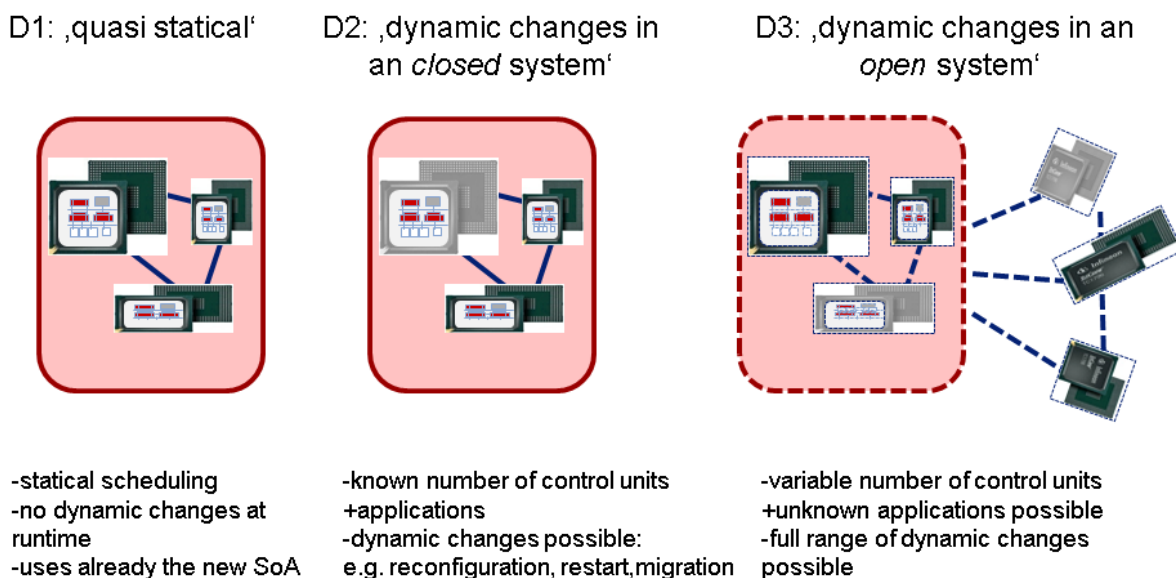 D1: ‚quasi statical‘
D2: ‚dynamic changes in
an closed system‘
D3: ‚dynamic changes in an
open system‘
Infineon
-statical scheduling
-no dynamic changes at
runtime
-uses already the new SoA
-known number of control units
+applications
-dynamic changes possible:
e.g. reconfiguration, restart,migration
-variable number of control units
+unknown applications possible
-full range of dynamic changes
possible